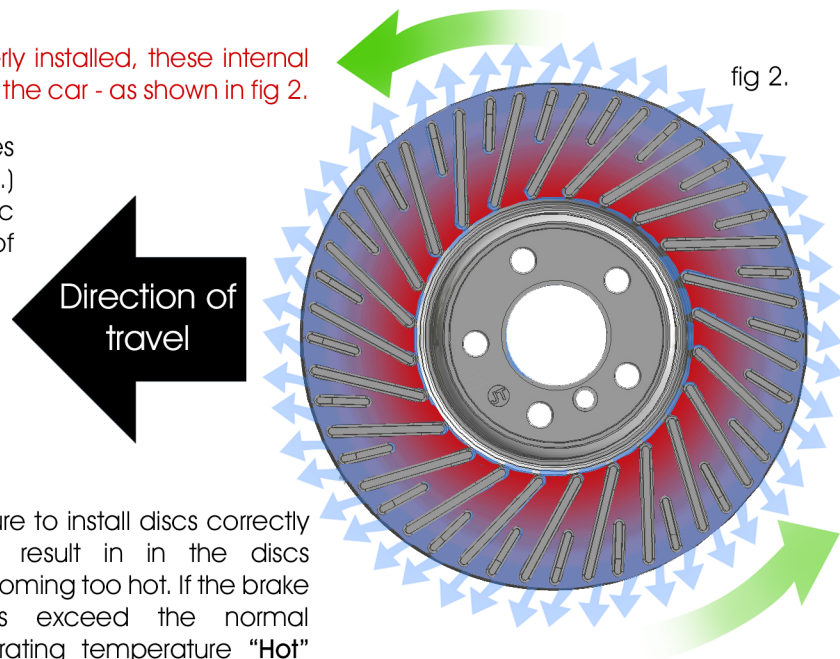 erly installed, these internal
the car - as shown in fig 2.
fig 2.
es
.)
c
of
Direction of
travel
ure to install discs correctly
result in in the discs
oming too hot. If the brake
s exceed the normal
rating temperature “Hot”